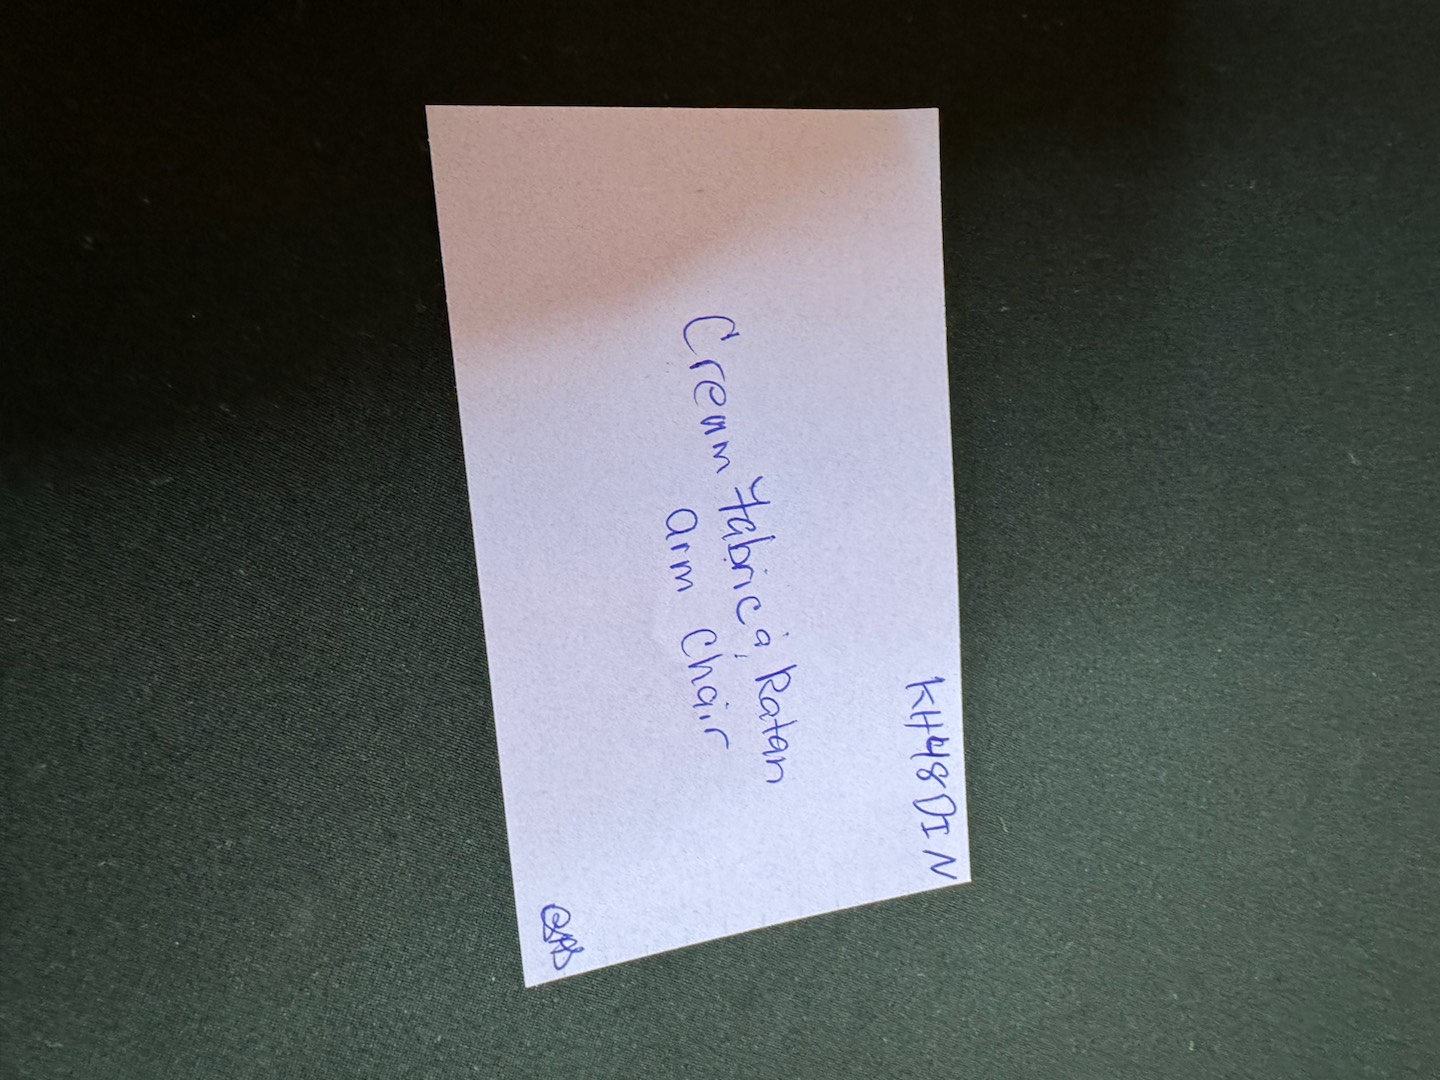 KH48DIN
Cream fabric & Ratan
arm Chair